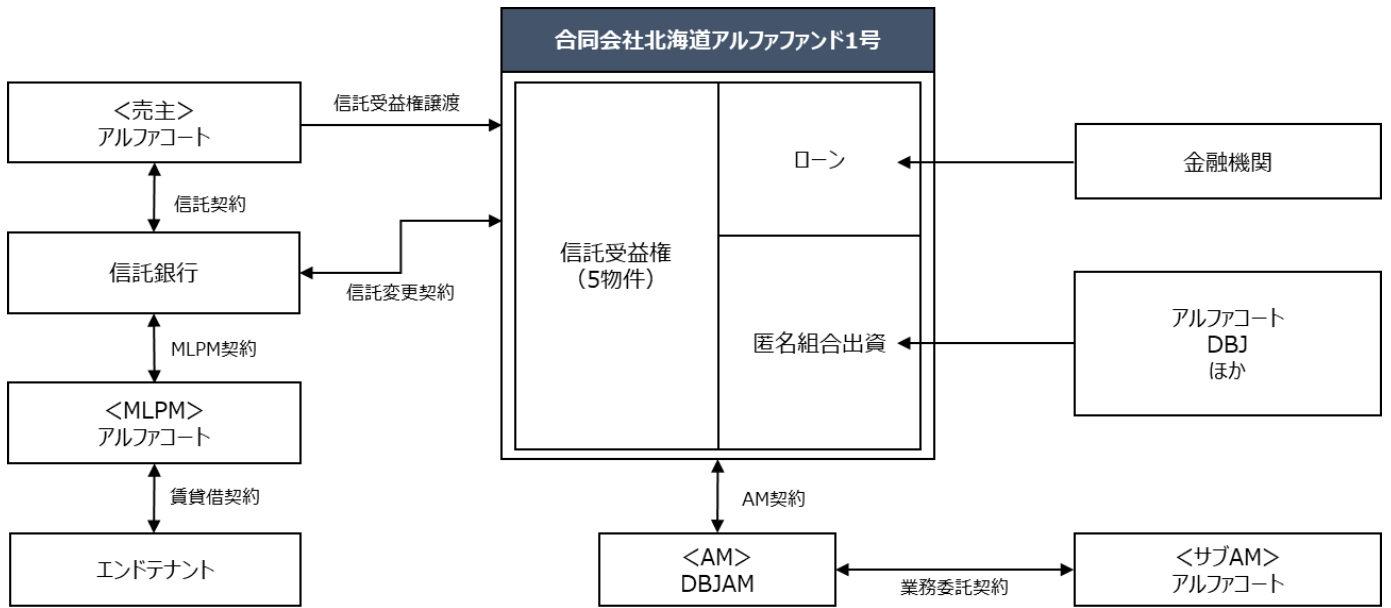 合同会社北海道アルファファンド1号
＜売主＞
アルファコート
信託受益権譲渡
ローン
金融機関
信託契約
信託銀行
信託変更契約
信託受益権
（5物件）
匿名組合出資
アルファコート
DBJ
ほか
MLPM契約
＜MLPM＞
アルファコート
賃貸借契約
AM契約
エンドテナント
＜AM＞
DBJAM
業務委託契約
＜サブAM＞
アルファコート